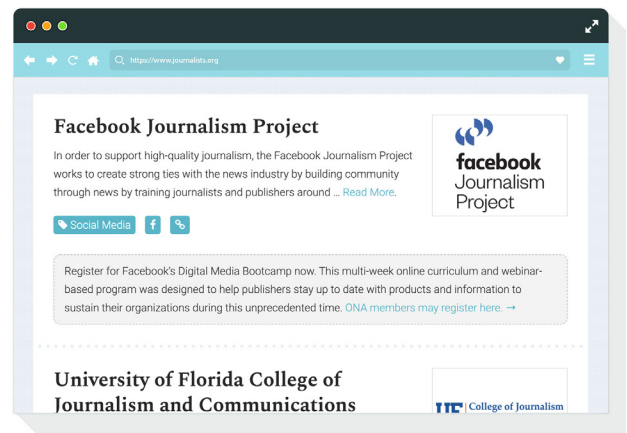 https://www.journalists.org
Facebook Journalism Project
In order to support high-quality journalism, the Facebook Journalism Project
works to create strong ties with the news industry by building community
through news by training journalists and publishers around ... Read More.
facebook
Journalism
Project
Social Media
Register for Facebook's Digital Media Bootcamp now. This multi-week online curriculum and webinar-
based program was designed to help publishers stay up to date with products and information to
sustain their organizations during this unprecedented time. ONA members may register here. →
University of Florida College of
Journalism and Communications
UF College of Journalism